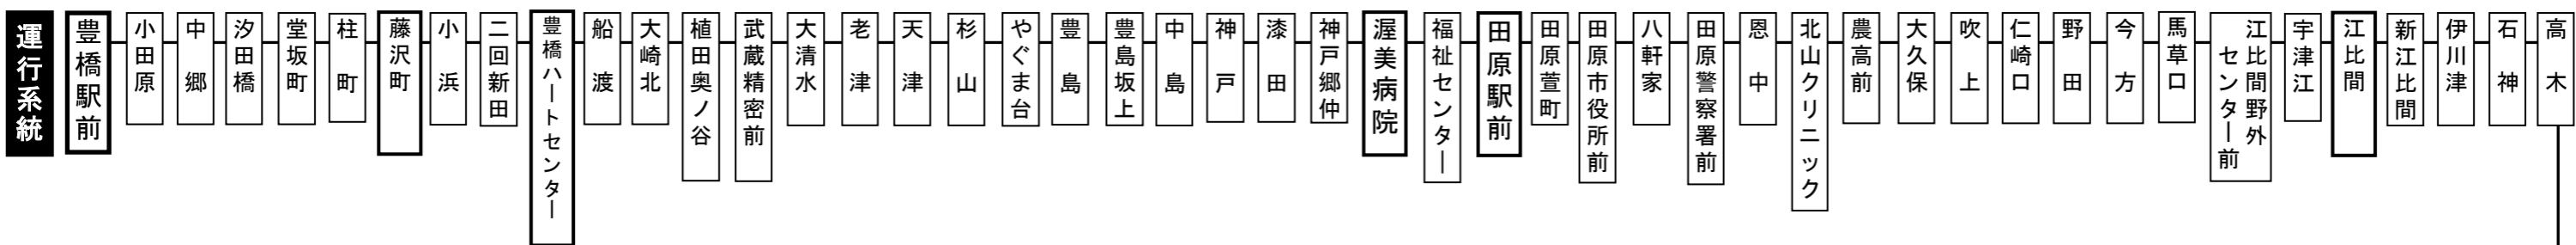 運行系統
豊橋駅前
小田原
中郷
汐田橋
堂坂町
柱町
藤沢町
小浜
二回新田
豊橋ハートセンター
船渡
大崎北
植田奥ノ谷
武蔵精密前
大清水
老津
天津
杉山
やぐま台
豊島
豊島坂上
中島
神戸
漆田
神戸郷仲
渥美病院
福祉センター
田原駅前
田原萱町
田原市役所前
八軒家
田原警察署前
恩中
北山クリニック
農高前
大久保
吹上
仁崎口
野田
今方
馬草口
江比間野外
センター前
宇津江
江比間
新江比間
伊川津
石神
高木